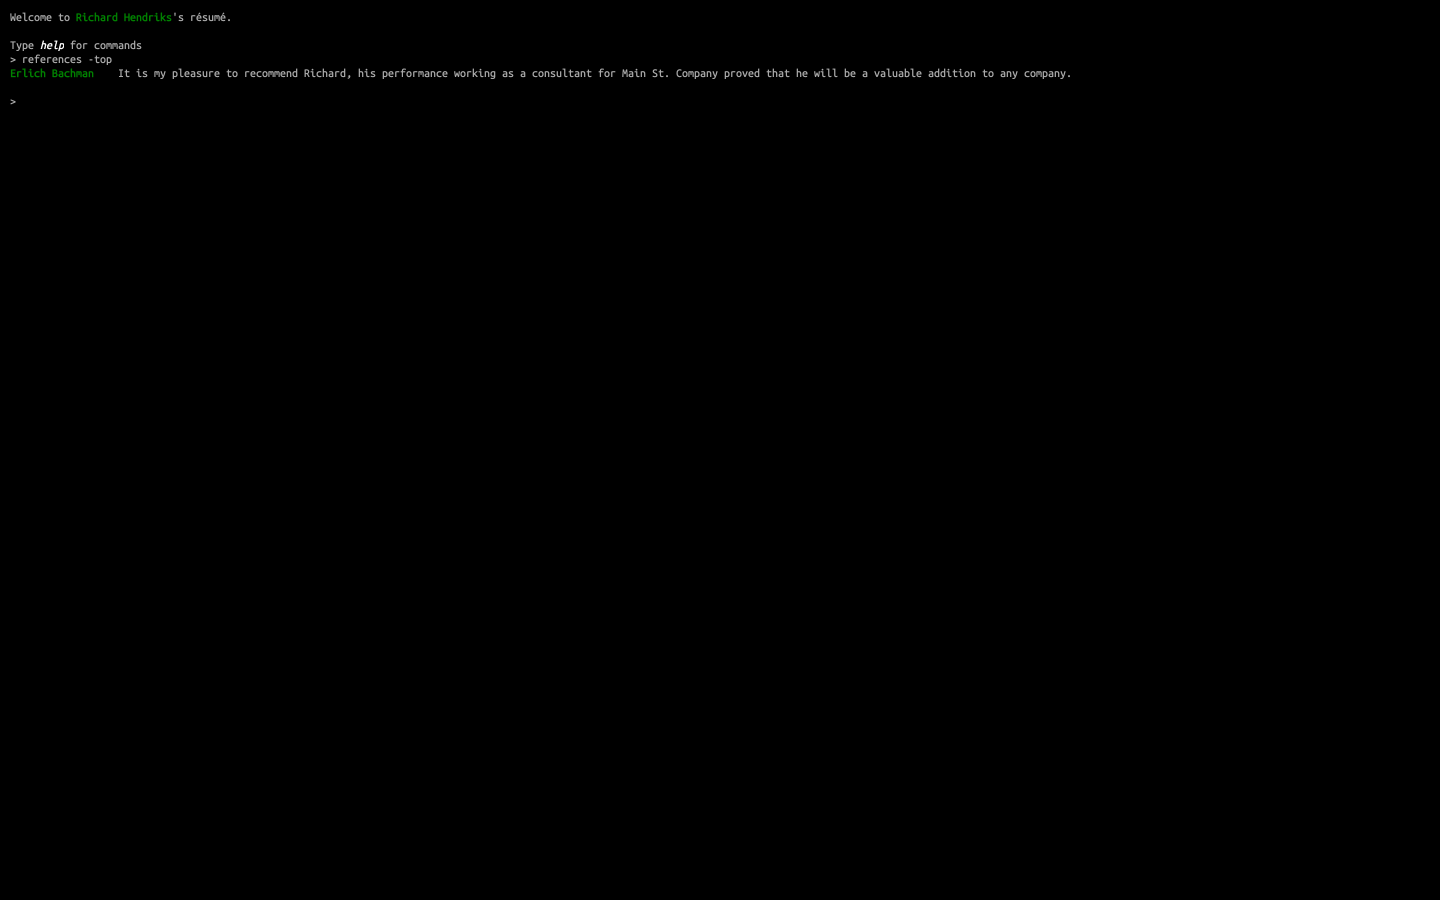 Welcome to Richard Hendriks's résumé.
Type help for commands
> references -top
Erlich Bachman    It is my pleasure to recommend Richard, his performance working as a consultant for Main St. Company proved that he will be a valuable addition to any company.
>